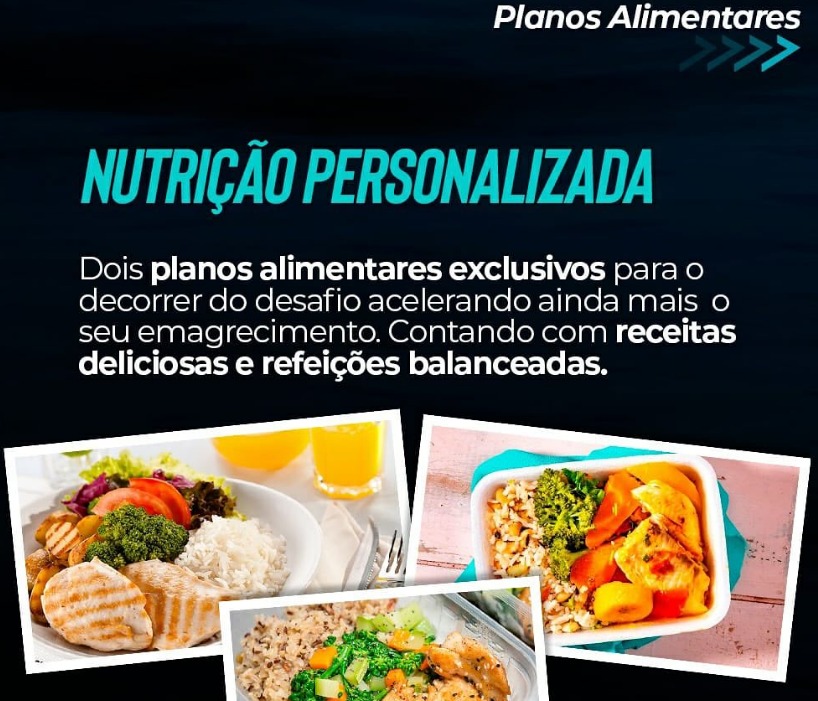 Planos Alimentares
NUTRIÇÃO PERSONALIZADA
Dois planos alimentares exclusivos para o
decorrer do desafio acelerando ainda mais o
seu emagrecimento. Contando com receitas
deliciosas e refeições balanceadas.